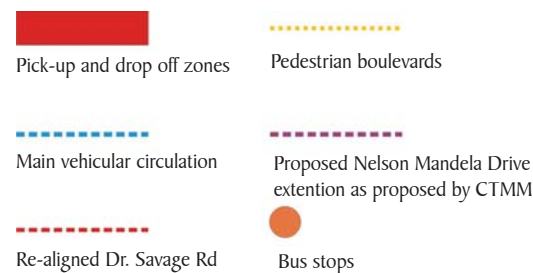 Pick-up and drop off zones
Pedestrian boulevards
Main vehicular circulation
Proposed Nelson Mandela Drive
extention as proposed by CTMM
Re-aligned Dr. Savage Rd
Bus stops